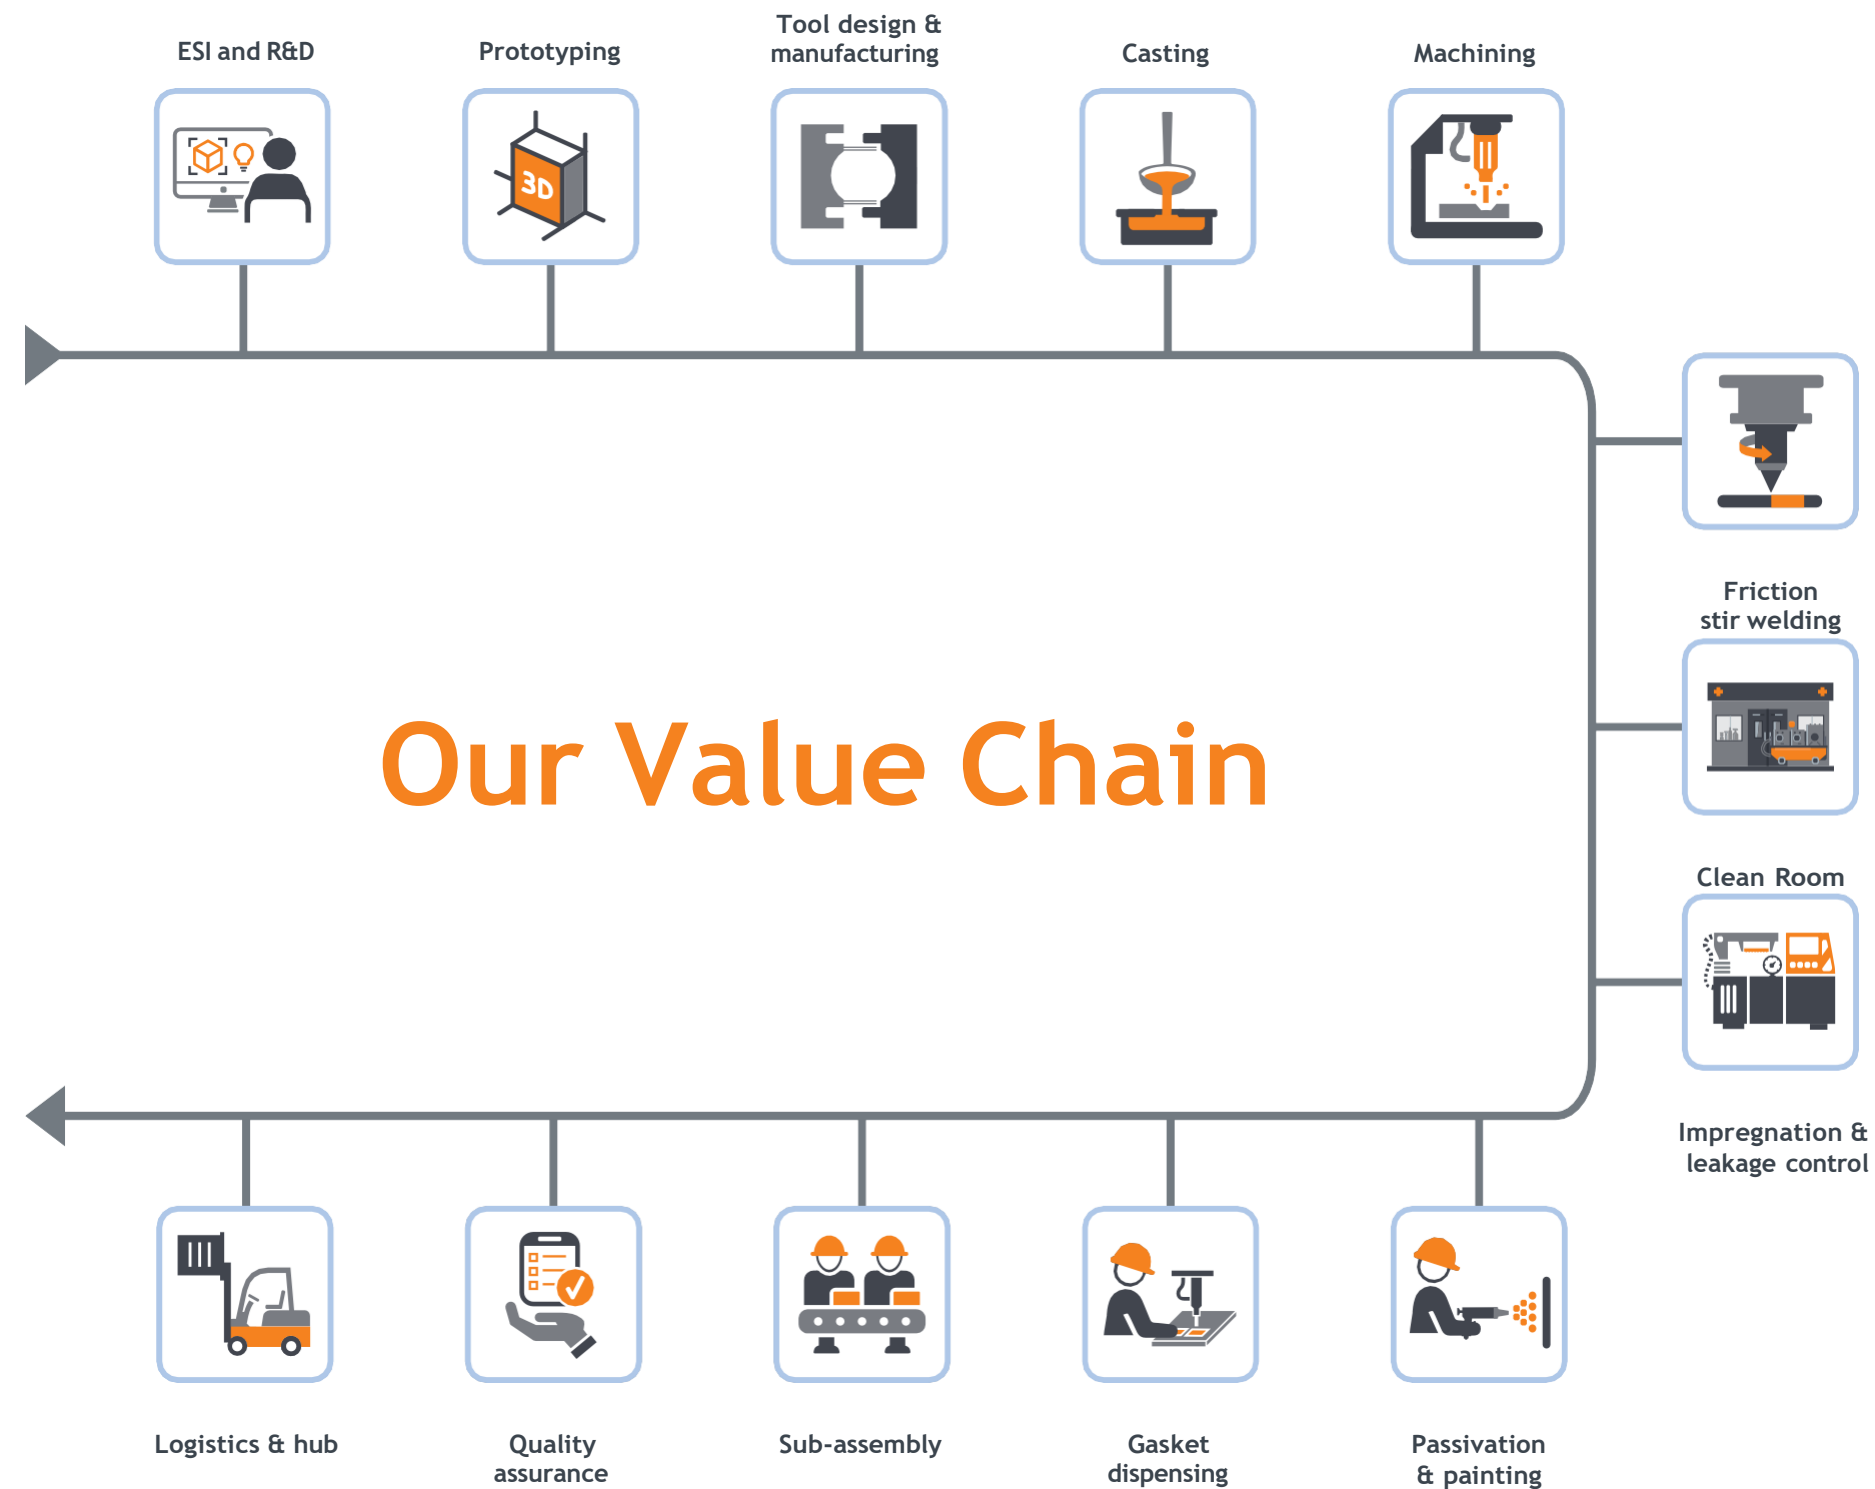 ESI and R&D
Prototyping
Tool design &
manufacturing
Casting
Machining
3D
Friction
stir welding
Clean Room
Impregnation &
leakage control
Our Value Chain
Logistics & hub
Quality
assurance
Sub-assembly
Gasket
dispensing
Passivation
& painting